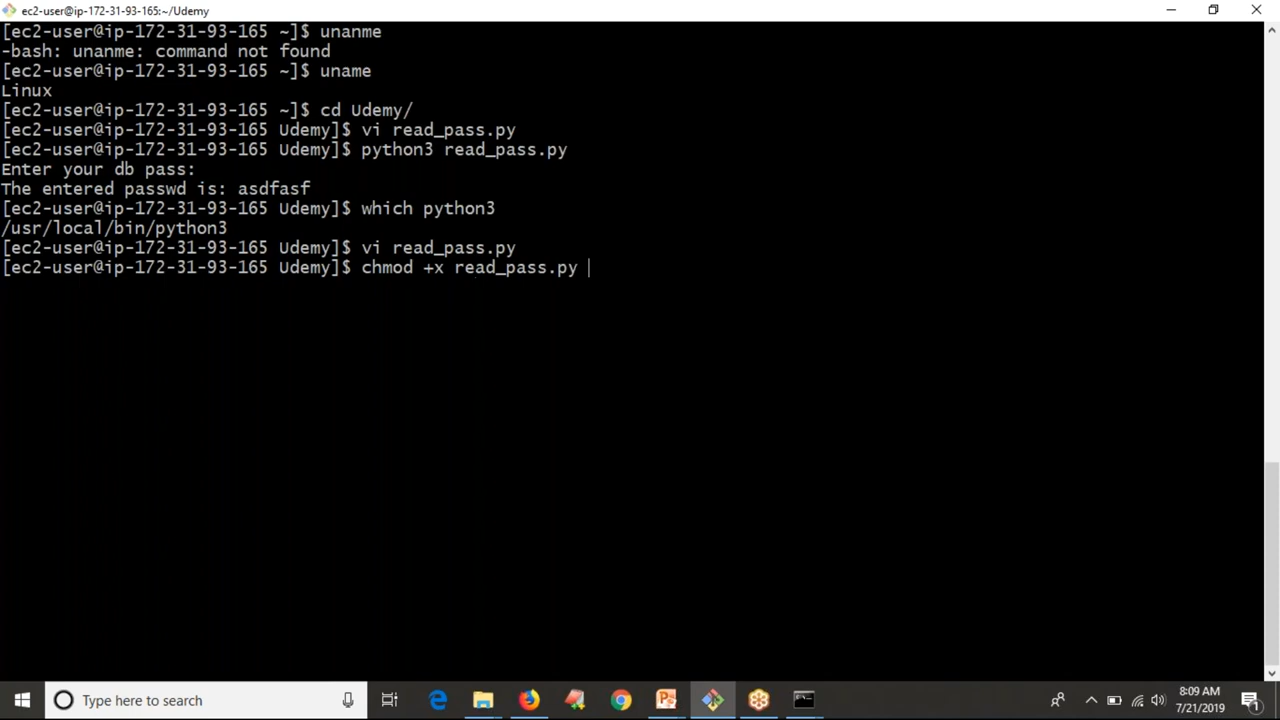 ec2-user@ip-172-31-93-165:~/Udemy
[ec2-user@ip-172-31-93-165 ~]$ unanme
-bash: unanme: command not found
[ec2-user@ip-172-31-93-165 ~]$ uname
Linux
[ec2-user@ip-172-31-93-165 ~]$ cd Udemy/
[ec2-user@ip-172-31-93-165 Udemy]$ vi read_pass.py
[ec2-user@ip-172-31-93-165 Udemy]$ python3 read_pass.py
Enter your db pass:
The entered passwd is: asdfasf
[ec2-user@ip-172-31-93-165 Udemy]$ which python3
/usr/local/bin/python3
[ec2-user@ip-172-31-93-165 Udemy]$ vi read_pass.py
[ec2-user@ip-172-31-93-165 Udemy]$ chmod +x read_pass.py
Type here to search
8:09 AM
7/21/2019